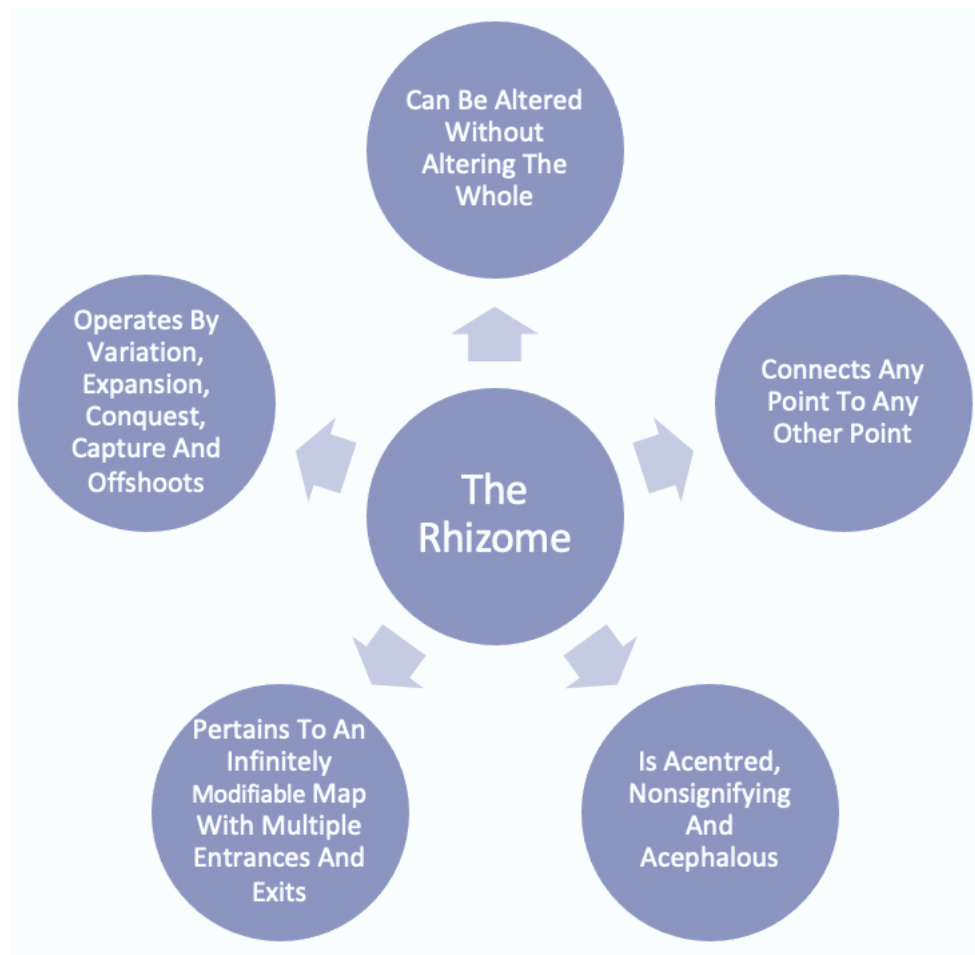 Can Be Altered
Without
Altering The
Whole
Operates By
Variation,
Expansion,
Conquest,
Capture And
Offshoots
Connects Any
Point To Any
Other Point
The
Rhizome
Pertains To An
Infinitely
Modifiable Map
With Multiple
Entrances And
Exits
Is Acentred,
Nonsignifying
And
Acephalous